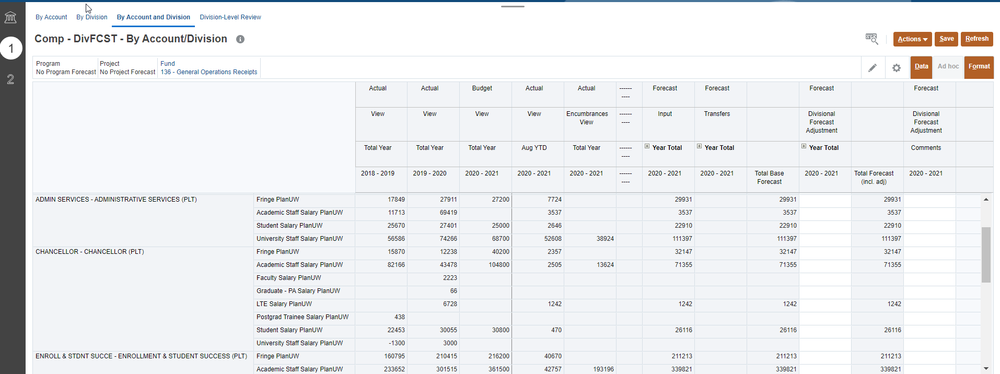 By Account By Division By Account and Division Division-Level Review
Comp - DivFCST - By Account/Division i
Actions Save Refresh
1
2
Program Project Fund
No Program Forecast No Project Forecast 136 - General Operations Receipts
Data Ad hoc Format
Actual Actual Budget Actual Actual ------ Forecast Forecast Forecast Forecast
----
View View View View Encumbrances ------ Input Transfers Divisional Divisional
View ---- Forecast Forecast
Adjustment Adjustment
Total Year Total Year Total Year Aug YTD Total Year ------ Year Total Year Total Year Total Comments
----
2018 - 2019 2019 - 2020 2020 - 2021 2020 - 2021 2020 - 2021 ------ 2020 - 2021 2020 - 2021 Total Base 2020 - 2021 Total Forecast 2020 - 2021
---- Forecast (incl. adj)
ADMIN SERVICES - ADMINISTRATIVE SERVICES (PLT) Fringe PlanUW 17849 27911 27200 7724 29931 29931 29931
Academic Staff Salary PlanUW 11713 69419 3537 3537 3537 3537
Student Salary PlanUW 25670 27401 25000 2646 22910 22910 22910
University Staff Salary PlanUW 56586 74266 68700 52608 38924 111397 111397 111397
CHANCELLOR - CHANCELLOR (PLT) Fringe PlanUW 15870 12238 40200 2357 32147 32147 32147
Academic Staff Salary PlanUW 82166 43478 104800 2505 13624 71355 71355 71355
Faculty Salary PlanUW 2223
Graduate - PA Salary PlanUW 66
LTE Salary PlanUW 6728 1242 1242 1242 1242
Postgrad Trainee Salary PlanUW 438
Student Salary PlanUW 22453 30055 30800 470 26116 26116 26116
University Staff Salary PlanUW -1300 3000
ENROLL & STDNT SUCCE - ENROLLMENT & STUDENT SUCCESS (PLT) Fringe PlanUW 160795 210415 216200 40670 211213 211213 211213
Academic Staff Salary PlanUW 233652 301515 361500 42757 193196 339821 339821 339821